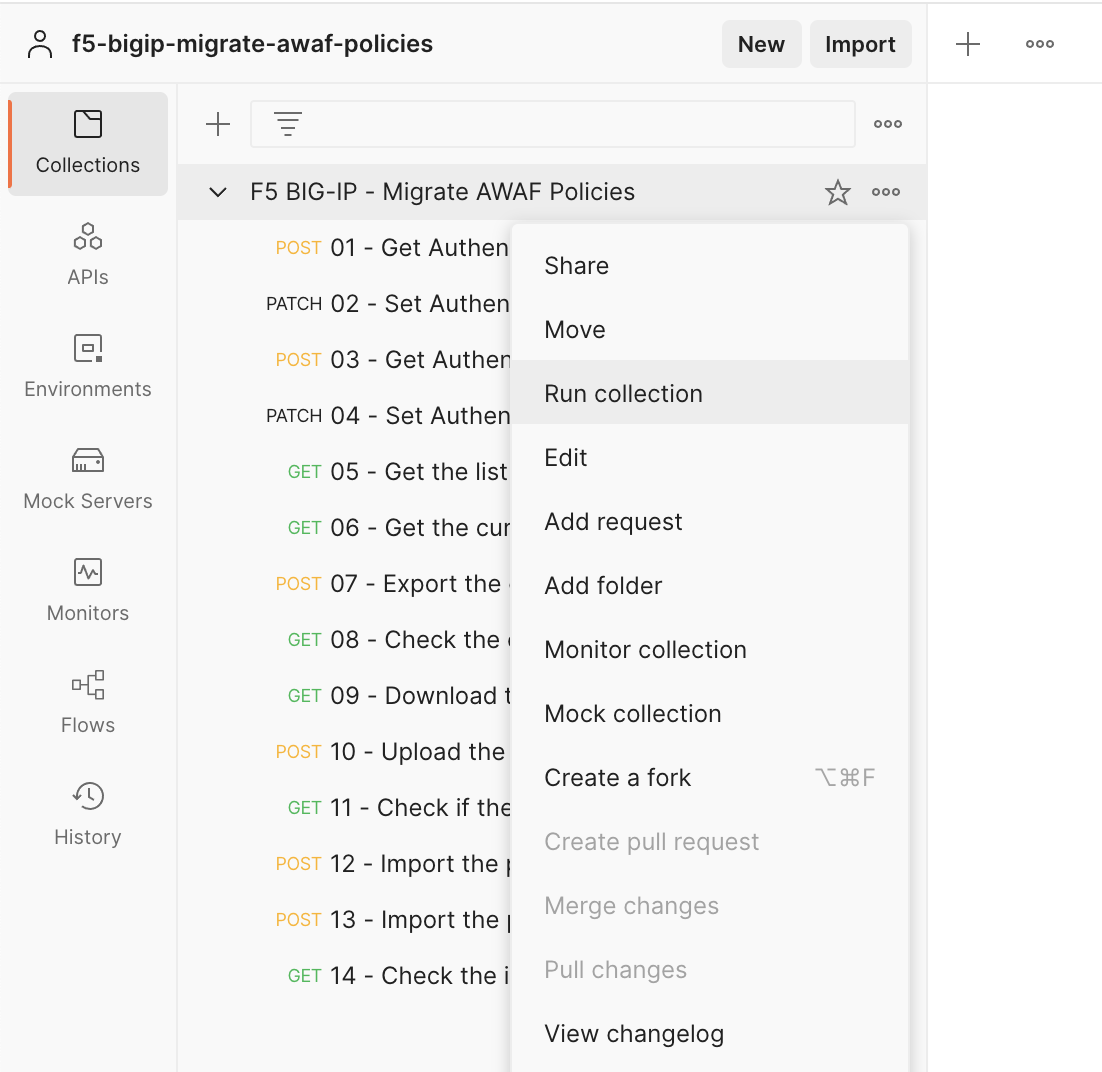 f5-bigip-migrate-awaf-policies
New
Import
Collections
APIs
Environments
Mock Servers
Monitors
Flows
History
F5 BIG-IP - Migrate AWAF Policies
POST 01 - Get Authen
PATCH 02 - Set Authen
POST 03 - Get Authen
PATCH 04 - Set Authen
GET 05 - Get the list
GET 06 - Get the cur
POST 07 - Export the
GET 08 - Check the
GET 09 - Download t
POST 10 - Upload the
GET 11 - Check if the
POST 12 - Import the p
POST 13 - Import the p
GET 14 - Check the i
Share
Move
Run collection
Edit
Add request
Add folder
Monitor collection
Mock collection
Create a fork ⌥⌘F
Create pull request
Merge changes
Pull changes
View changelog